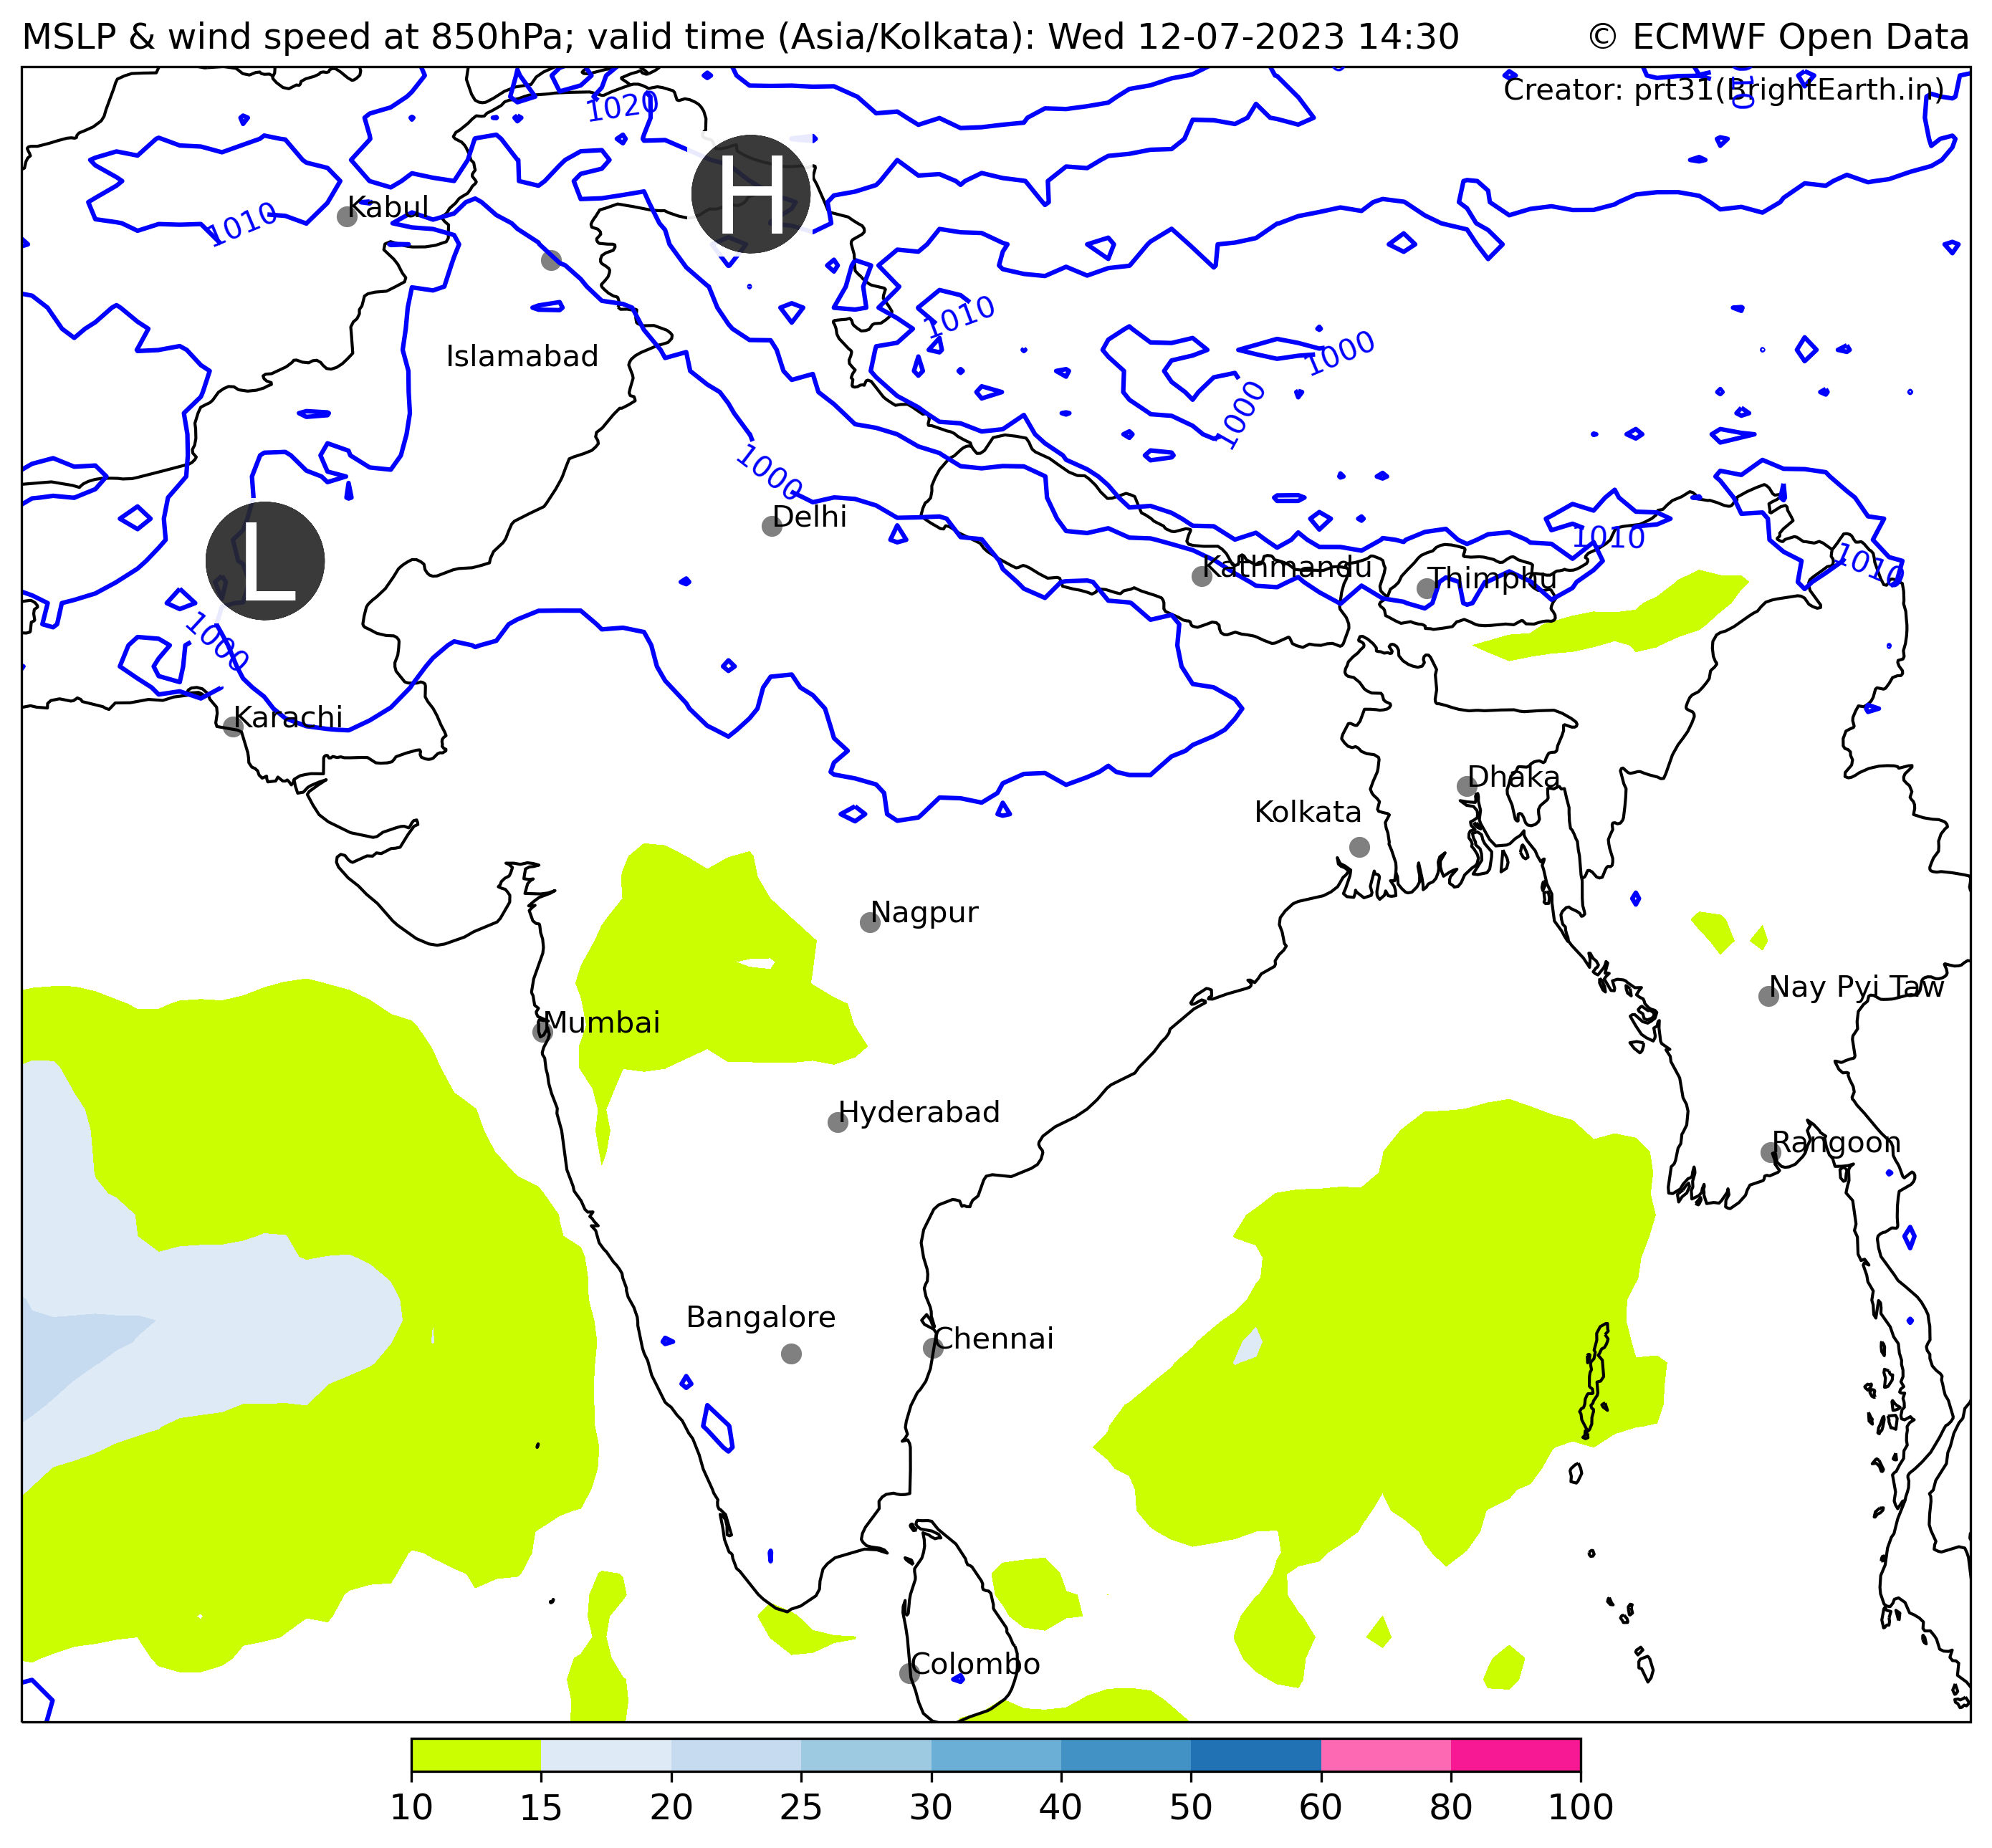 MSLP & wind speed at 850hPa; valid time (Asia/Kolkata): Wed 12-07-2023 14:30
© ECMWF Open Data
Creator: prt31(BrightEarth.in)
1020
H
Kabul
1010
1010
1000
Islamabad
1000
1000
Delhi
1010
1010
L
Kathmandu
Thimphu
1000
Karachi
Dhaka
Kolkata
Nagpur
Nay Pyi Taw
Mumbai
Hyderabad
Rangoon
Bangalore
Chennai
Colombo
10 15 20 25 30 40 50 60 80 100